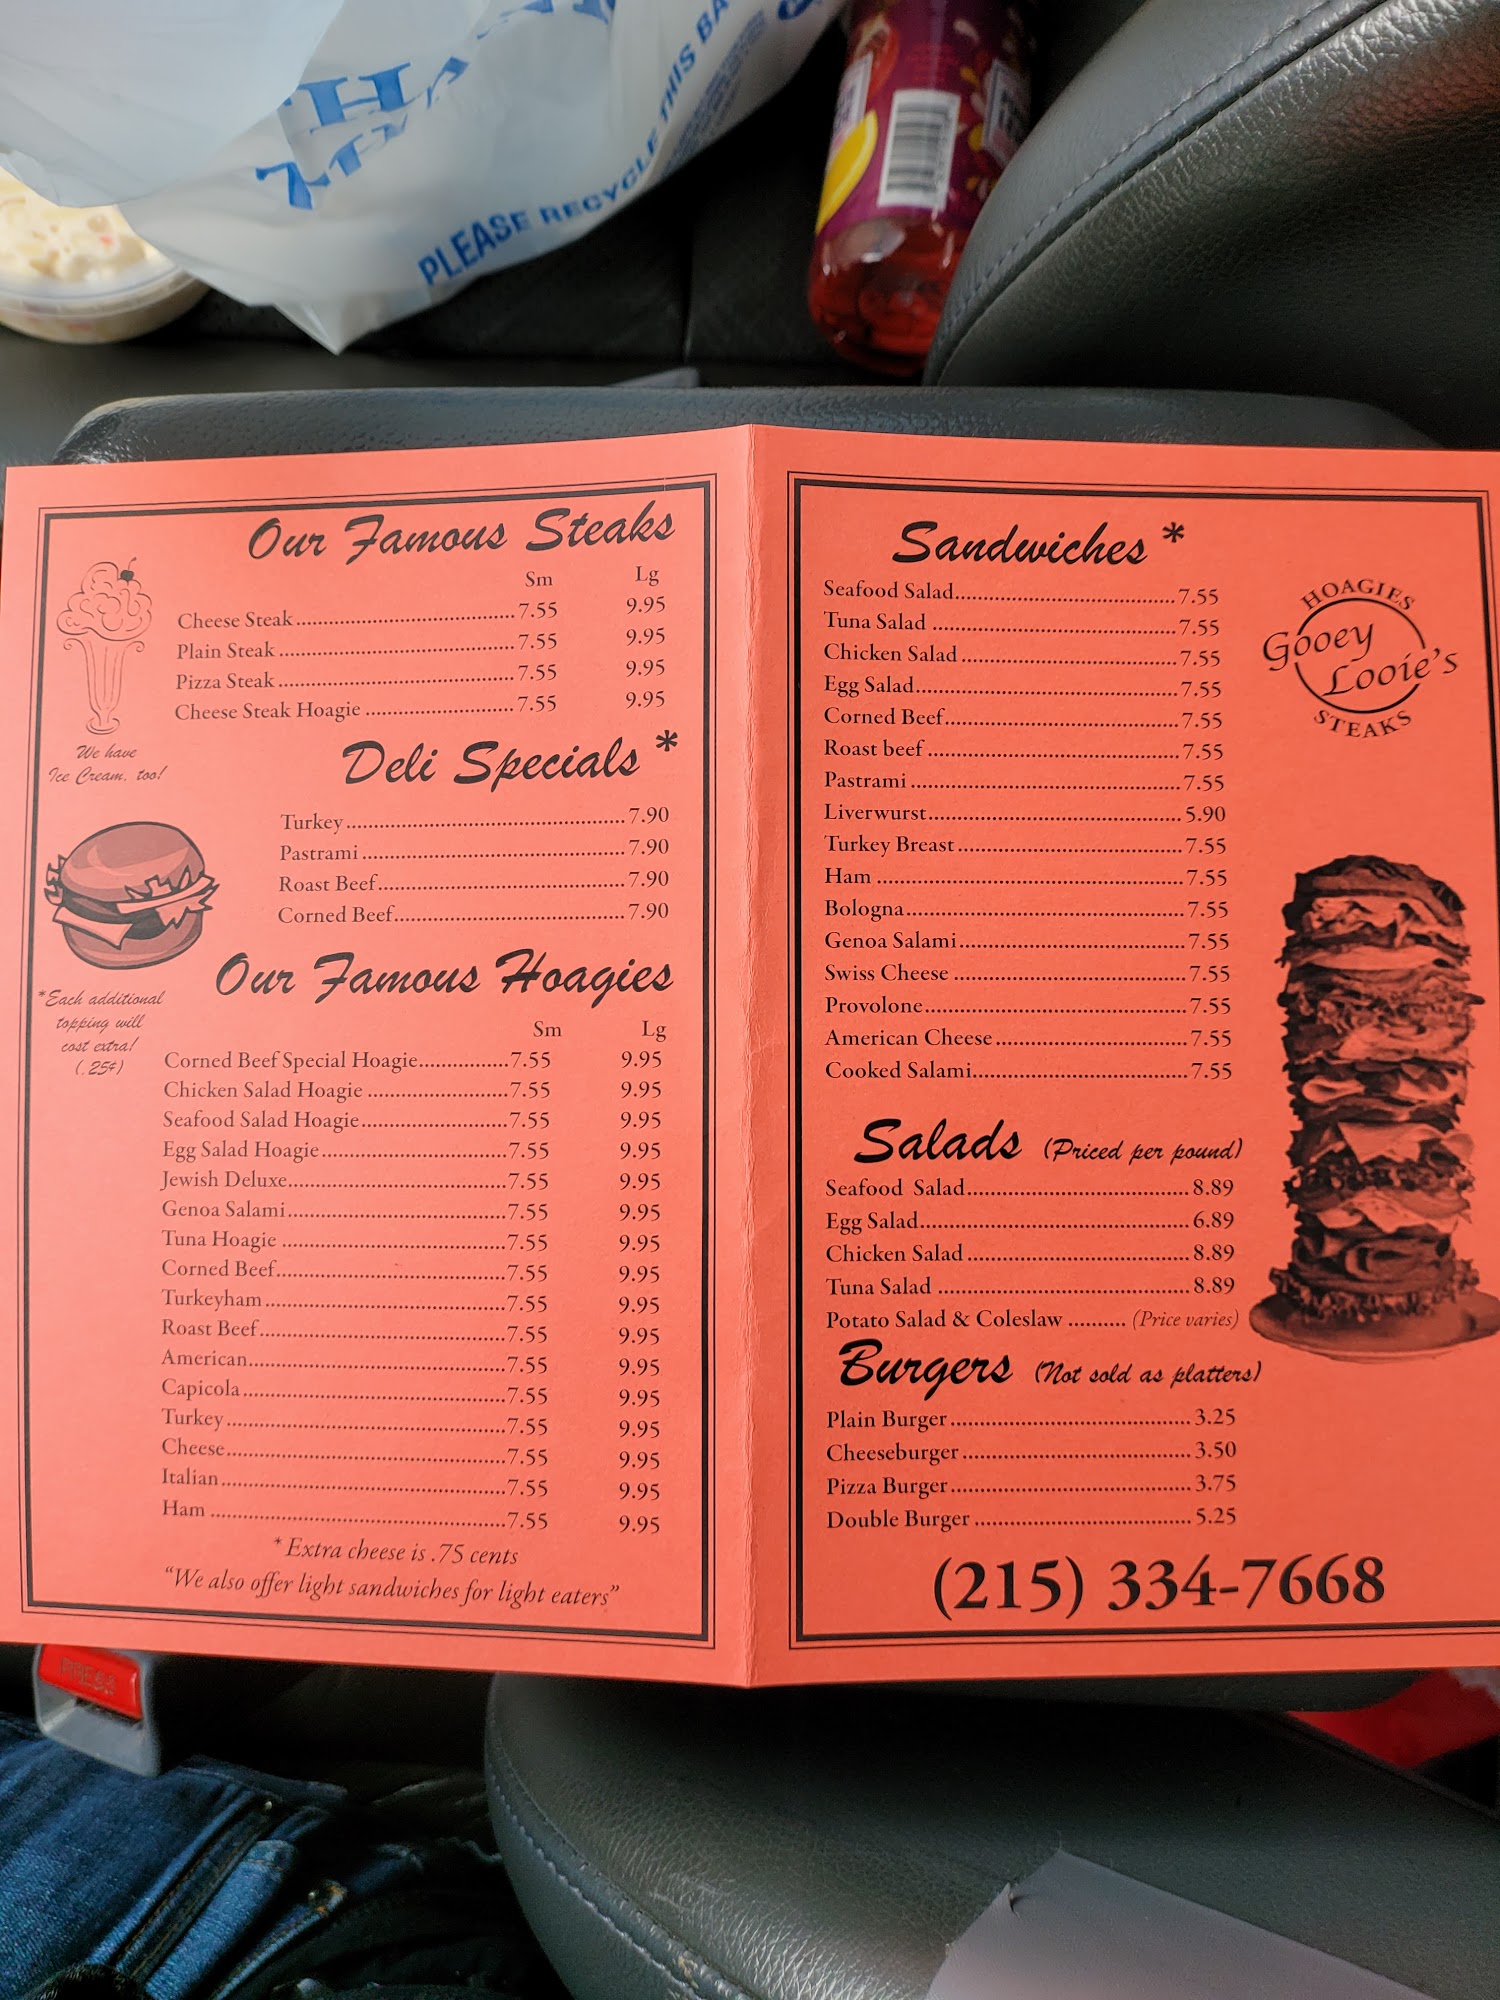 PLEASE RECYCLE THIS BA
Our Famous Steaks
Sm Lg
Cheese Steak 7.55 9.95
Plain Steak 7.55 9.95
Pizza Steak 7.55 9.95
Cheese Steak Hoagie 7.55 9.95
We have
Ice Cream, too!
Deli Specials *
Turkey 7.90
Pastrami 7.90
Roast Beef 7.90
Corned Beef 7.90
Our Famous Hoagies
*Each additional
topping will
cost extra!
(.25¢)
Sm Lg
Corned Beef Special Hoagie 7.55 9.95
Chicken Salad Hoagie 7.55 9.95
Seafood Salad Hoagie 7.55 9.95
Egg Salad Hoagie 7.55 9.95
Jewish Deluxe 7.55 9.95
Genoa Salami 7.55 9.95
Tuna Hoagie 7.55 9.95
Corned Beef 7.55 9.95
Turkeyham 7.55 9.95
Roast Beef 7.55 9.95
American 7.55 9.95
Capicola 7.55 9.95
Turkey 7.55 9.95
Cheese 7.55 9.95
Italian 7.55 9.95
Ham 7.55 9.95
* Extra cheese is .75 cents
"We also offer light sandwiches for light eaters"
Sandwiches *
Seafood Salad 7.55
Tuna Salad 7.55
Chicken Salad 7.55
Egg Salad 7.55
Corned Beef 7.55
Roast beef 7.55
Pastrami 7.55
Liverwurst 5.90
Turkey Breast 7.55
Ham 7.55
Bologna 7.55
Genoa Salami 7.55
Swiss Cheese 7.55
Provolone 7.55
American Cheese 7.55
Cooked Salami 7.55
HOAGIES
Gooey
Looie's
STEAKS
Salads (Priced per pound)
Seafood Salad 8.89
Egg Salad 6.89
Chicken Salad 8.89
Tuna Salad 8.89
Potato Salad & Coleslaw (Price varies)
Burgers (Not sold as platters)
Plain Burger 3.25
Cheeseburger 3.50
Pizza Burger 3.75
Double Burger 5.25
(215) 334-7668
PRESS